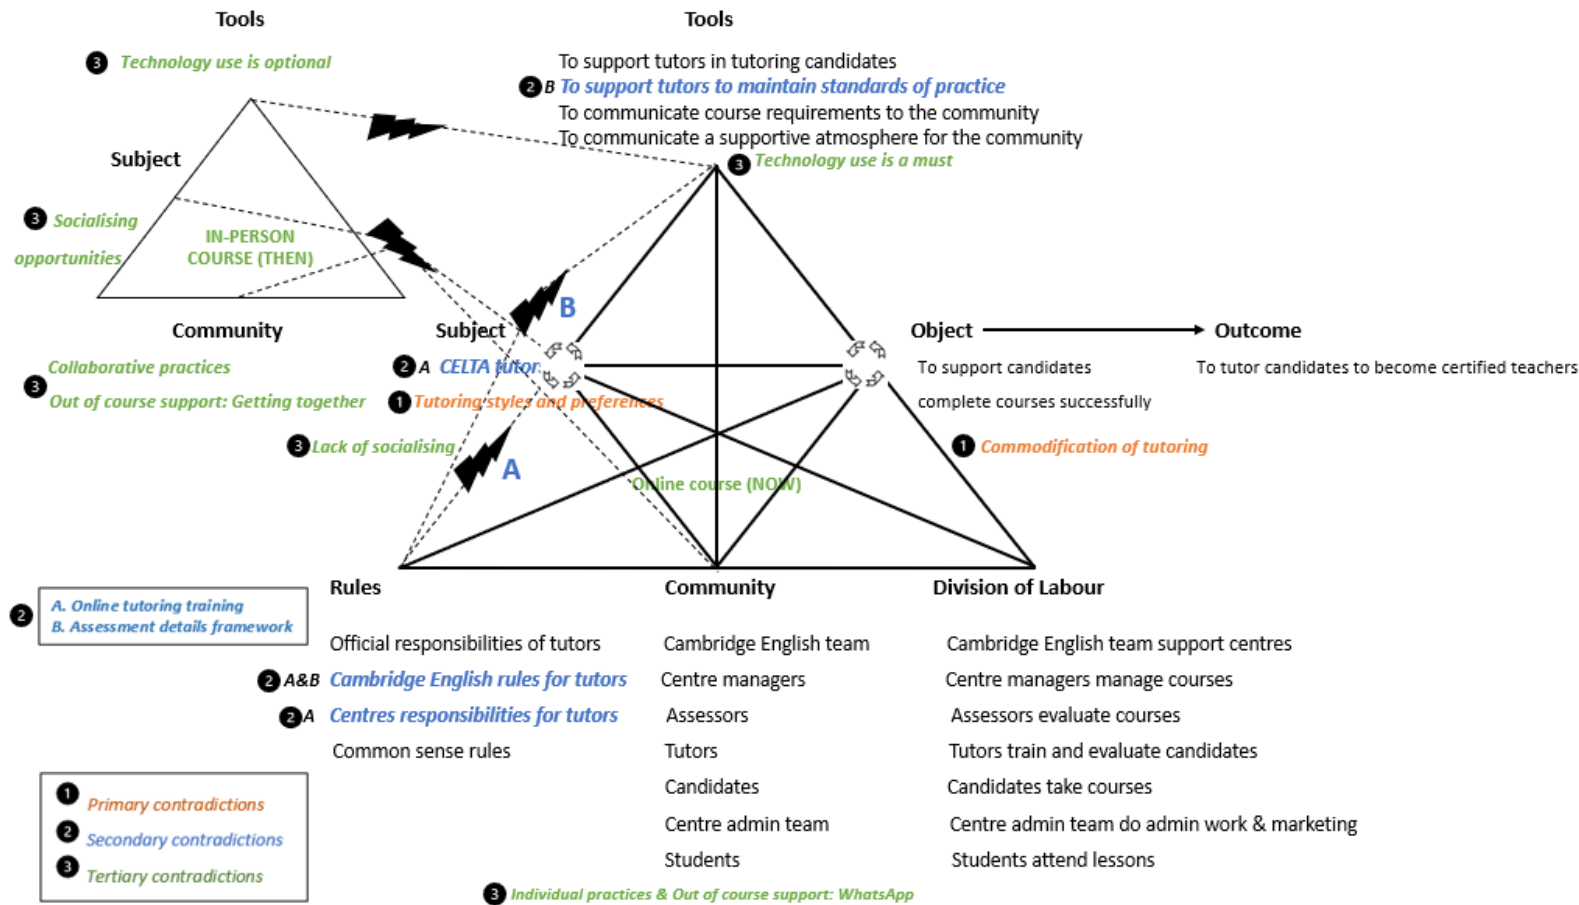 Tools
Tools
3 Technology use is optional
To support tutors in tutoring candidates
2 B To support tutors to maintain standards of practice
To communicate course requirements to the community
To communicate a supportive atmosphere for the community
3 Technology use is a must
Subject
3 Socialising
opportunities
IN-PERSON
COURSE (THEN)
B
Community
Subject
Object
Outcome
Collaborative practices
3
Out of course support: Getting together
2 A CELTA tutor
1 Tutoring styles and preferences
To support candidates
complete courses successfully
To tutor candidates to become certified teachers
3 Lack of socialising
A
1 Commodification of tutoring
Online course (NOW)
Rules
Community
Division of Labour
2
A. Online tutoring training
B. Assessment details framework
Official responsibilities of tutors
Cambridge English team
Cambridge English team support centres
2 A&B Cambridge English rules for tutors
Centre managers
Centre managers manage courses
2 A Centres responsibilities for tutors
Assessors
Assessors evaluate courses
Common sense rules
Tutors
Tutors train and evaluate candidates
Candidates
Candidates take courses
Centre admin team
Centre admin team do admin work & marketing
Students
Students attend lessons
1 Primary contradictions
2 Secondary contradictions
3 Tertiary contradictions
3 Individual practices & Out of course support: WhatsApp